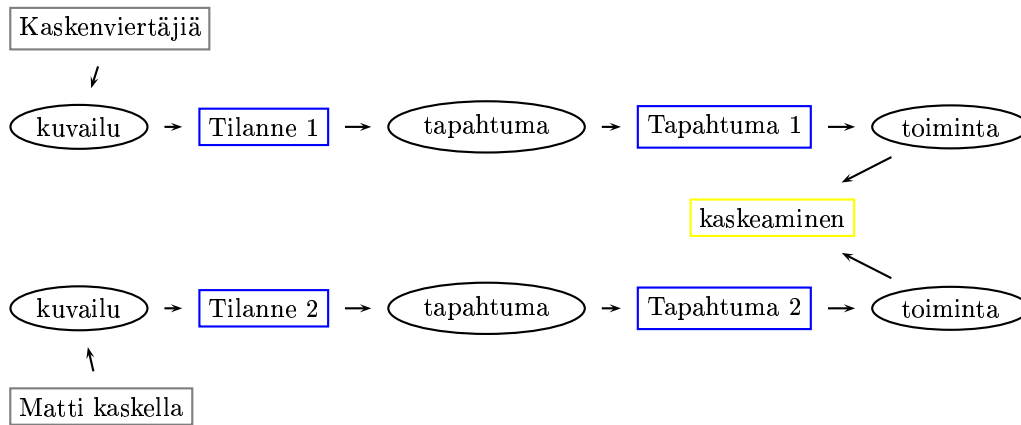 Kaskenviertäjiä
kuvailu Tilanne 1 tapahtuma Tapahtuma 1 toiminta
kaskeaminen
kuvailu Tilanne 2 tapahtuma Tapahtuma 2 toiminta
Matti kaskella